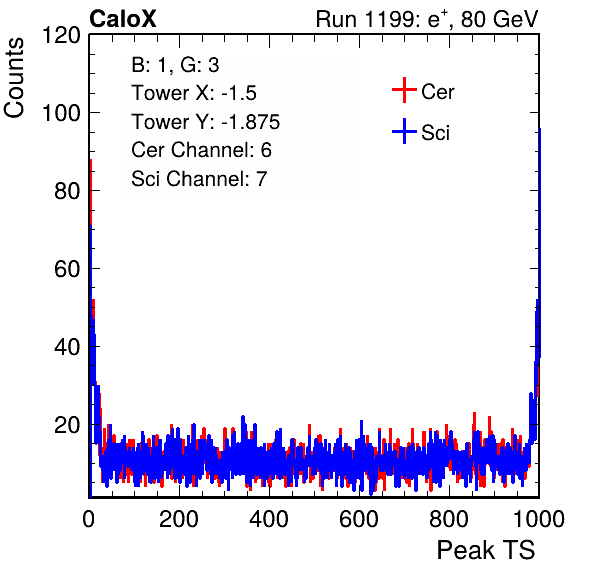 CaloX Run 1199: e⁺, 80 GeV
Counts
120
100
80
60
40
20
B: 1, G: 3
Tower X: -1.5
Tower Y: -1.875
Cer Channel: 6
Sci Channel: 7
Cer
Sci
0 200 400 600 800 1000
Peak TS